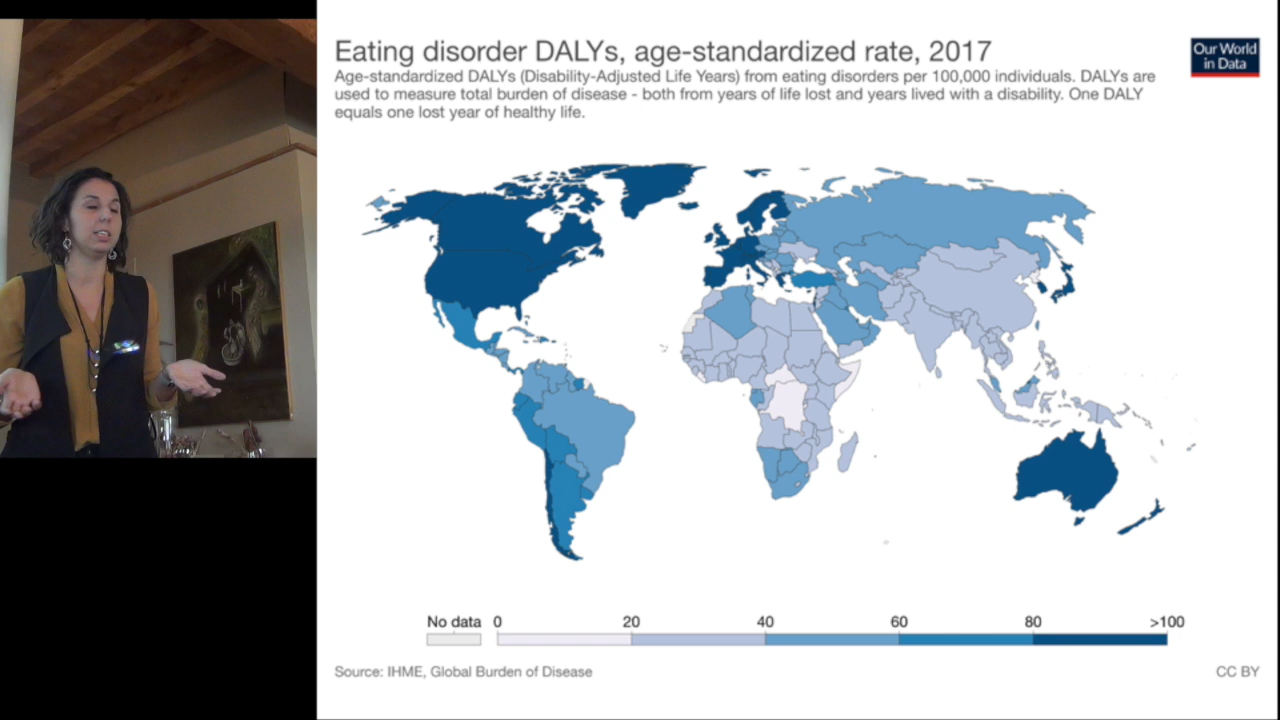 Eating disorder DALYs, age-standardized rate, 2017
Our World
in Data
Age-standardized DALYs (Disability-Adjusted Life Years) from eating disorders per 100,000 individuals. DALYs are
used to measure total burden of disease - both from years of life lost and years lived with a disability. One DALY
equals one lost year of healthy life.
No data 0 20 40 60 80 >100
Source: IHME, Global Burden of Disease
CC BY